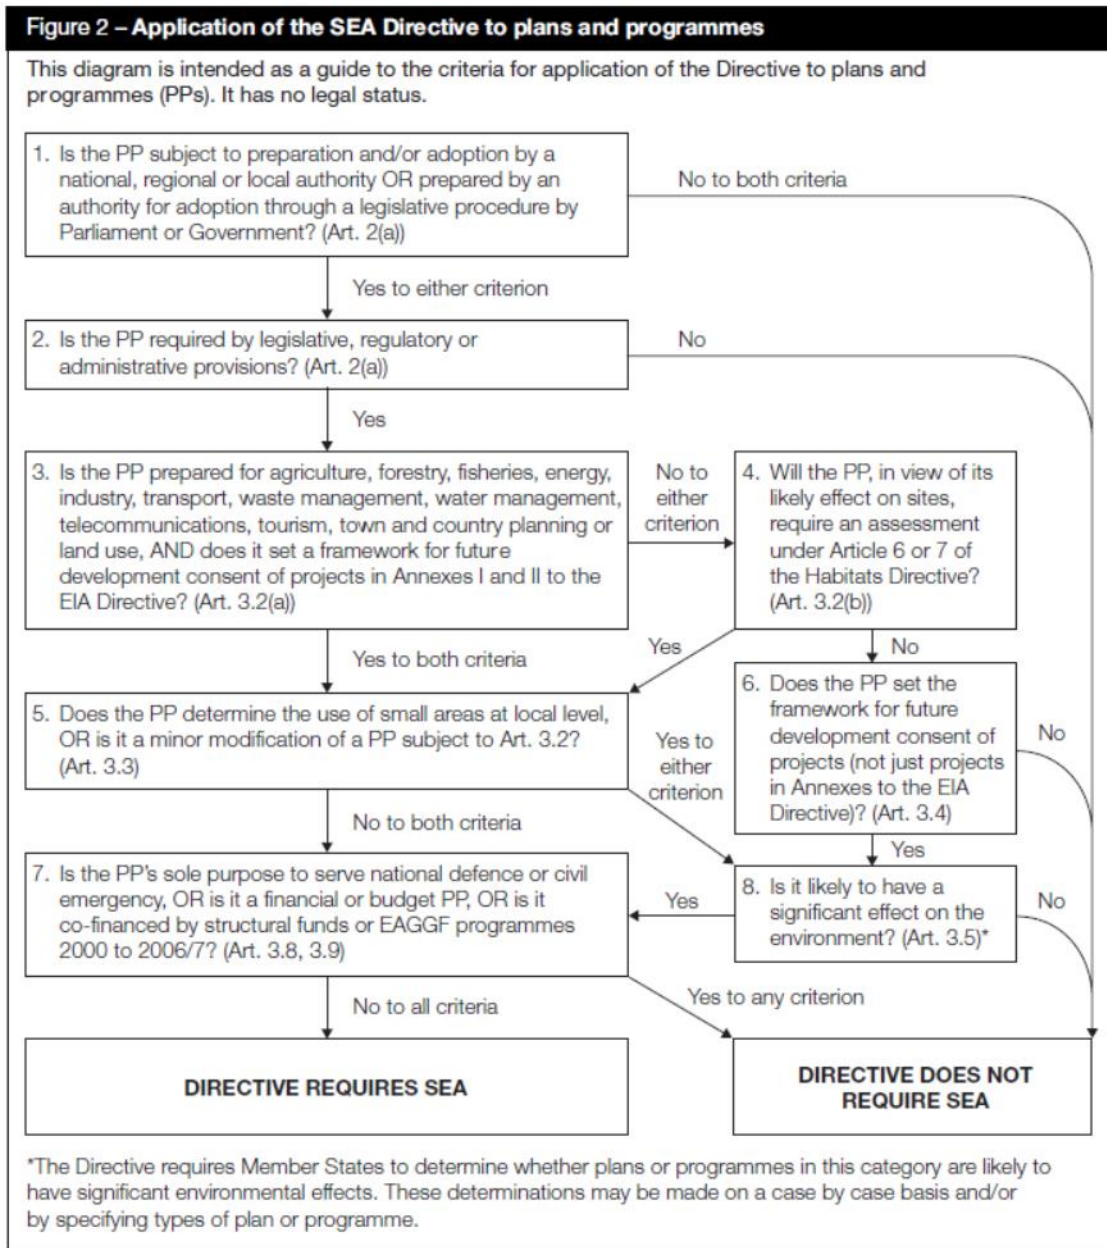 Figure 2 – Application of the SEA Directive to plans and programmes
This diagram is intended as a guide to the criteria for application of the Directive to plans and
programmes (PPs). It has no legal status.
1. Is the PP subject to preparation and/or adoption by a
national, regional or local authority OR prepared by an
authority for adoption through a legislative procedure by
Parliament or Government? (Art. 2(a))
No to both criteria
Yes to either criterion
2. Is the PP required by legislative, regulatory or
administrative provisions? (Art. 2(a))
No
Yes
3. Is the PP prepared for agriculture, forestry, fisheries, energy,
industry, transport, waste management, water management,
telecommunications, tourism, town and country planning or
land use, AND does it set a framework for future
development consent of projects in Annexes I and II to the
EIA Directive? (Art. 3.2(a))
No to
either
criterion
4. Will the PP, in view of its
likely effect on sites,
require an assessment
under Article 6 or 7 of
the Habitats Directive?
(Art. 3.2(b))
Yes to both criteria
Yes
No
5. Does the PP determine the use of small areas at local level,
OR is it a minor modification of a PP subject to Art. 3.2?
(Art. 3.3)
Yes to
either
criterion
6. Does the PP set the
framework for future
development consent of
projects (not just projects
in Annexes to the EIA
Directive)? (Art. 3.4)
No
No to both criteria
Yes
7. Is the PP's sole purpose to serve national defence or civil
emergency, OR is it a financial or budget PP, OR is it
co-financed by structural funds or EAGGF programmes
2000 to 2006/7? (Art. 3.8, 3.9)
Yes
8. Is it likely to have a
significant effect on the
environment? (Art. 3.5)*
No
No to all criteria
Yes to any criterion
DIRECTIVE REQUIRES SEA
DIRECTIVE DOES NOT
REQUIRE SEA
*The Directive requires Member States to determine whether plans or programmes in this category are likely to
have significant environmental effects. These determinations may be made on a case by case basis and/or
by specifying types of plan or programme.